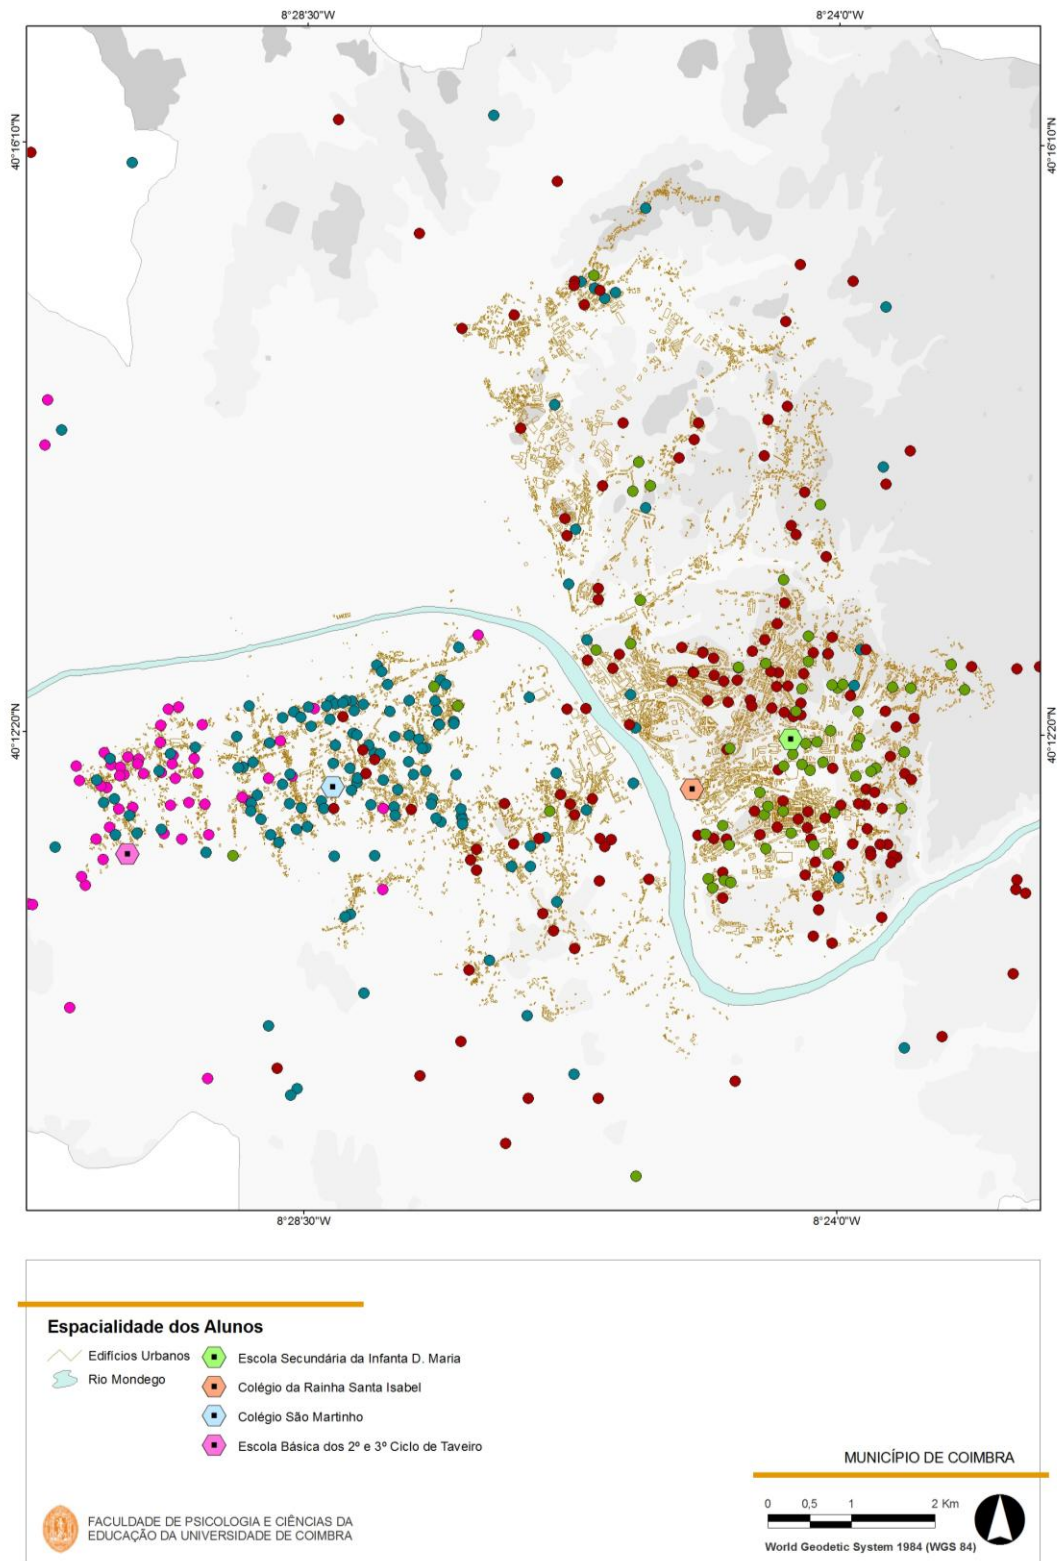 8°28'30"W 8°24'0"W
40°16'10"N 40°16'10"N
40°12'20"N 40°12'20"N
8°28'30"W 8°24'0"W
Espacialidade dos Alunos
Edifícios Urbanos
Rio Mondego
Escola Secundária da Infanta D. Maria
Colégio da Rainha Santa Isabel
Colégio São Martinho
Escola Básica dos 2º e 3º Ciclo de Taveiro
MUNICÍPIO DE COIMBRA
0 0,5 1 2 Km
World Geodetic System 1984 (WGS 84)
FACULDADE DE PSICOLOGIA E CIÊNCIAS DA
EDUCAÇÃO DA UNIVERSIDADE DE COIMBRA